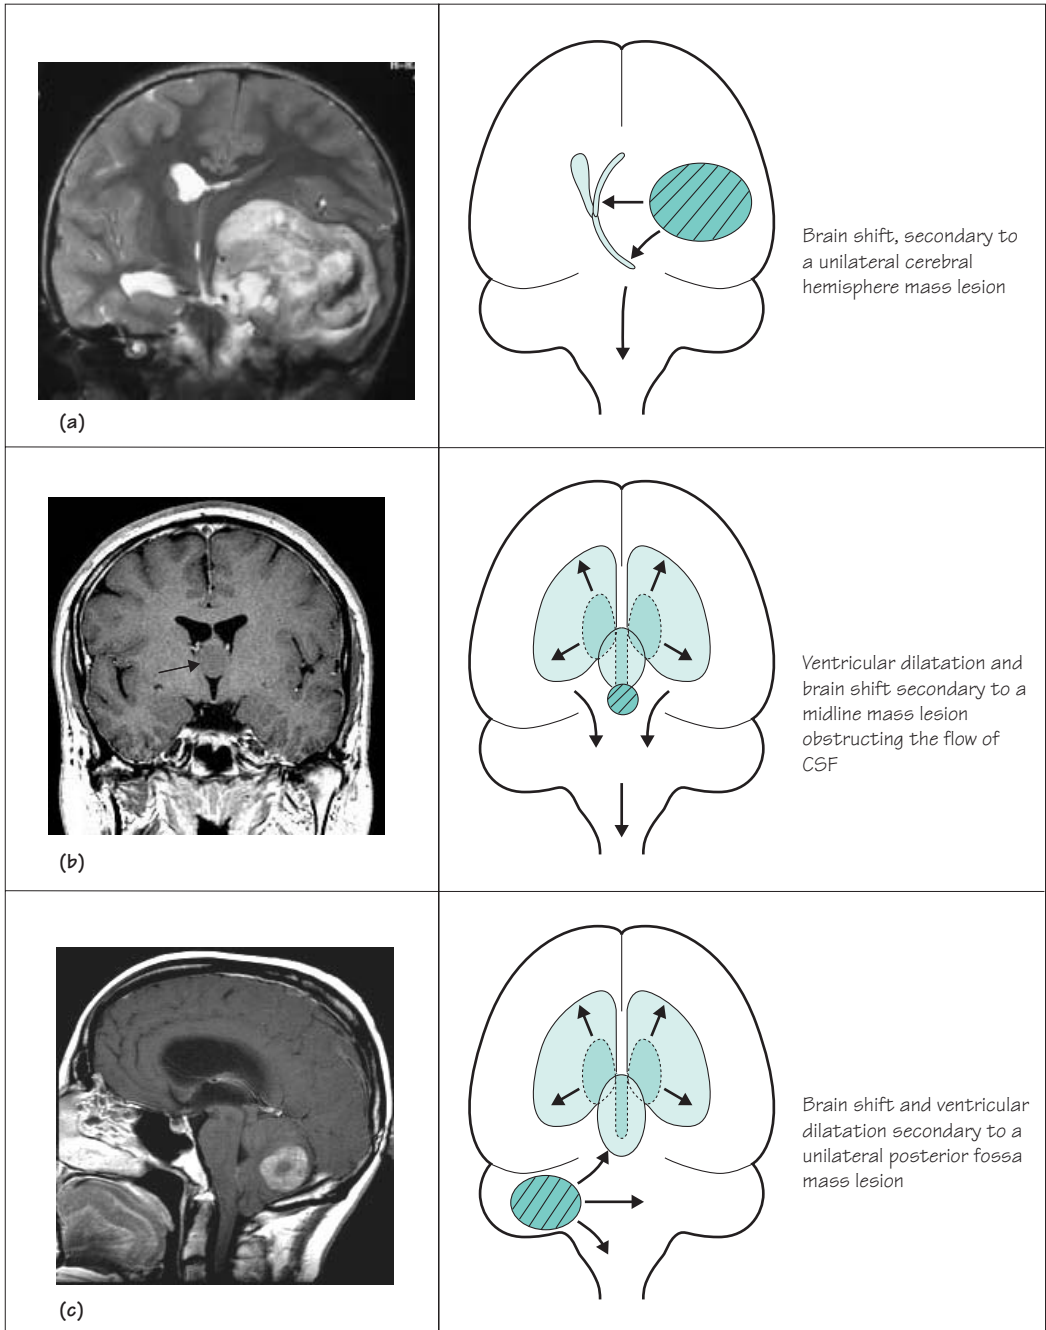 Brain shift, secondary to
a unilateral cerebral
hemisphere mass lesion
(a)
Ventricular dilatation and
brain shift secondary to a
midline mass lesion
obstructing the flow of
CSF
(b)
Brain shift and ventricular
dilatation secondary to a
unilateral posterior fossa
mass lesion
(c)